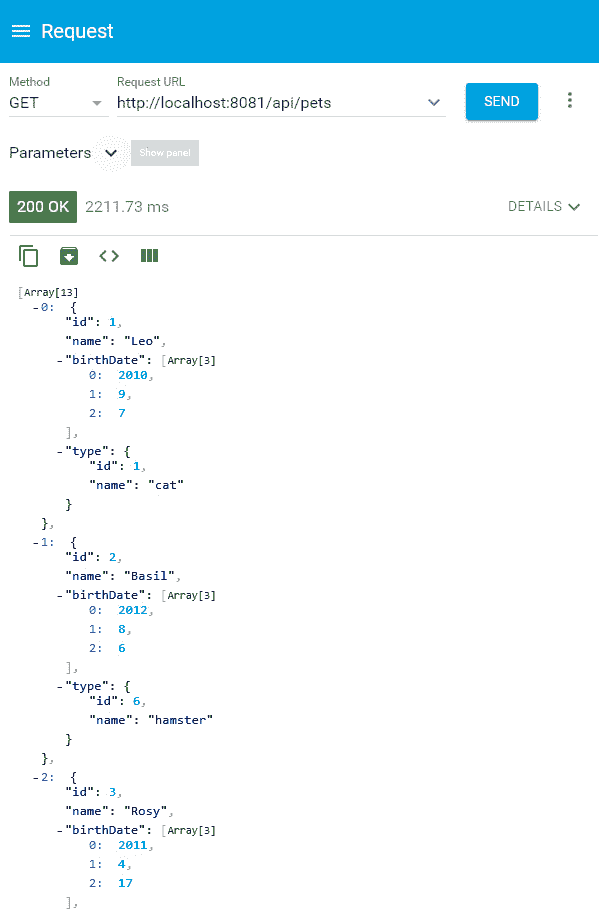 Request
Method
GET
Request URL
http://localhost:8081/api/pets
SEND
Parameters
Show panel
200 OK 2211.73 ms
DETAILS
[Array[13]
-0: {
"id": 1,
"name": "Leo",
-"birthDate": [Array[3]
0: 2010,
1: 9,
2: 7
],
-"type": {
"id": 1,
"name": "cat"
}
},
-1: {
"id": 2,
"name": "Basil",
-"birthDate": [Array[3]
0: 2012,
1: 8,
2: 6
],
-"type": {
"id": 6,
"name": "hamster"
}
},
-2: {
"id": 3,
"name": "Rosy",
-"birthDate": [Array[3]
0: 2011,
1: 4,
2: 17
],